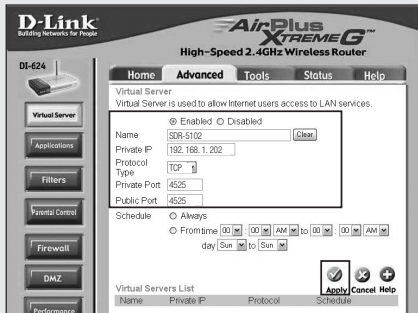 D-Link
Building Networks for People
AirPlus
XTREME G™
High-Speed 2.4GHz Wireless Router
DI-624
Home Advanced Tools Status Help
Virtual Server
Applications
Filters
Parental Control
Firewall
DMZ
Performance
Virtual Server
Virtual Server is used to allow Internet users access to LAN services.
Enabled Disabled
Name SDR-5102 Clear
Private IP 192.168.1.202
Protocol Type TCP
Private Port 4525
Public Port 4525
Schedule Always
From time 00 : 00 AM to 00 : 00 AM
day Sun to Sun
Apply Cancel Help
Virtual Servers List
Name Private IP Protocol Schedule